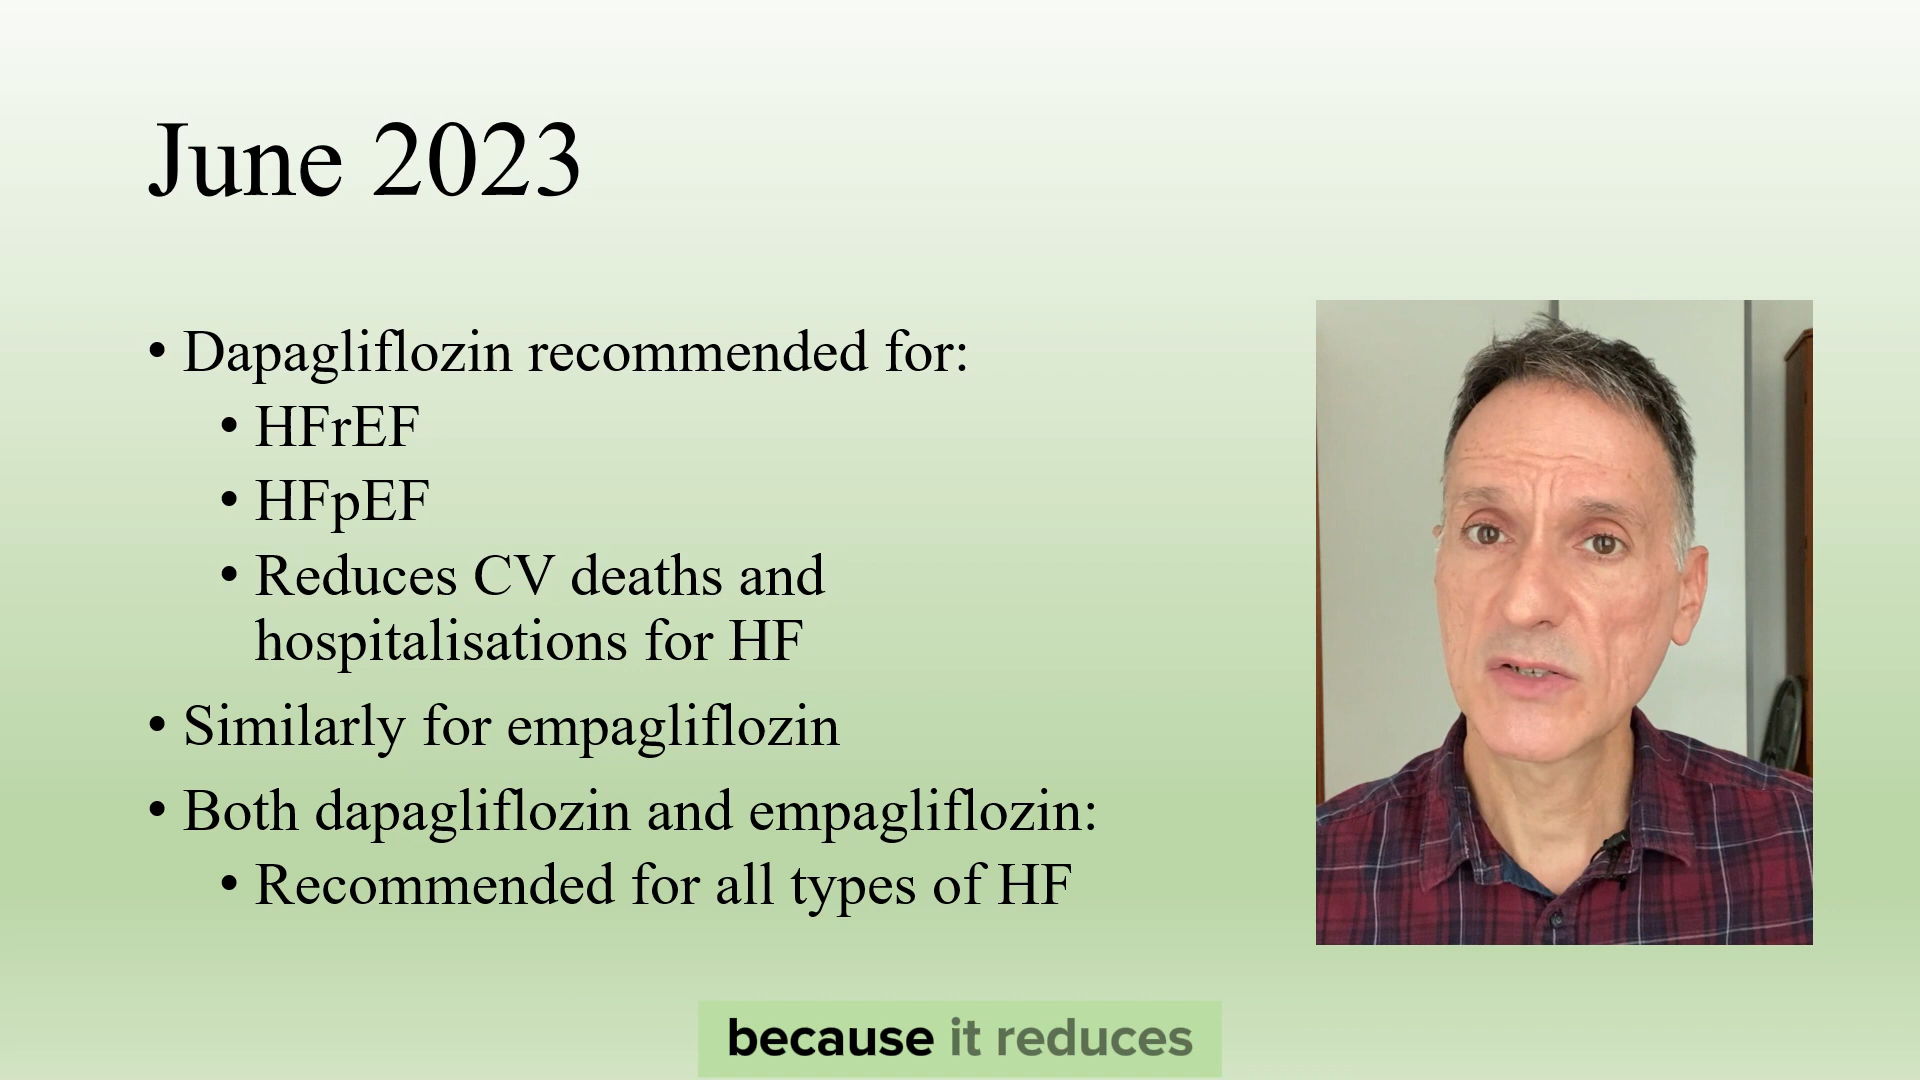 June 2023
• Dapagliflozin recommended for:
• HFrEF
• HFpEF
• Reduces CV deaths and
hospitalisations for HF
• Similarly for empagliflozin
• Both dapagliflozin and empagliflozin:
• Recommended for all types of HF
because it reduces